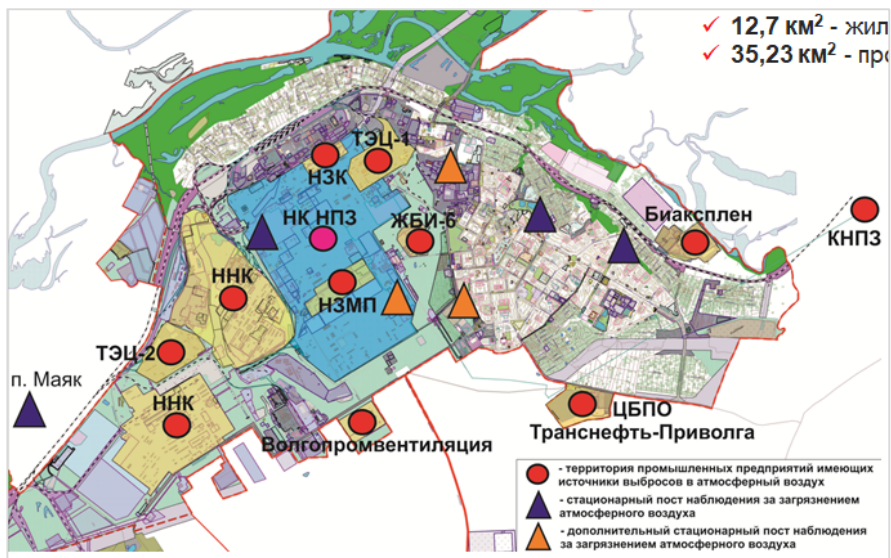 ✓ 12,7 км² - жил
✓ 35,23 км² - про
ТЭЦ-1
НЗК
НК НПЗ
ЖБИ-6
Биаксплен
КНПЗ
ННК
НЗМП
ТЭЦ-2
п. Маяк
ННК
ЦБПО
Транснефть-Приволга
Волгопромвентиляция
- территория промышленных предприятий имеющих
источники выбросов в атмосферный воздух
- стационарный пост наблюдения за загрязнением
атмосферного воздуха
- дополнительный стационарный пост наблюдения
за загрязнением атмосферного воздуха